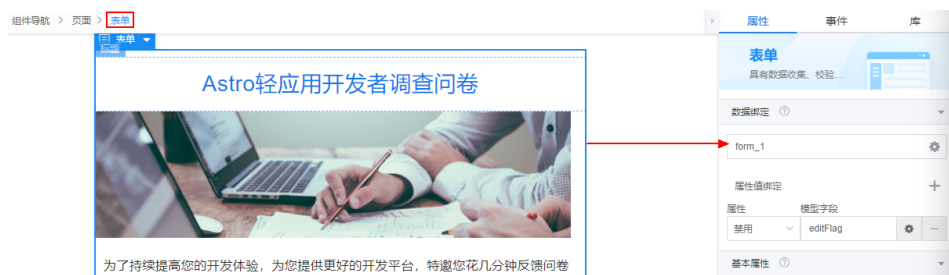 组件导航 > 页面 > 表单
属性 事件 库
表单
标题
表单
具有数据收集、校验...
Astro轻应用开发者调查问卷
数据绑定
form_1
属性值绑定
属性 模型字段
禁用 editFlag
为了持续提高您的开发体验，为您提供更好的开发平台，特邀您花几分钟反馈问卷
基本属性